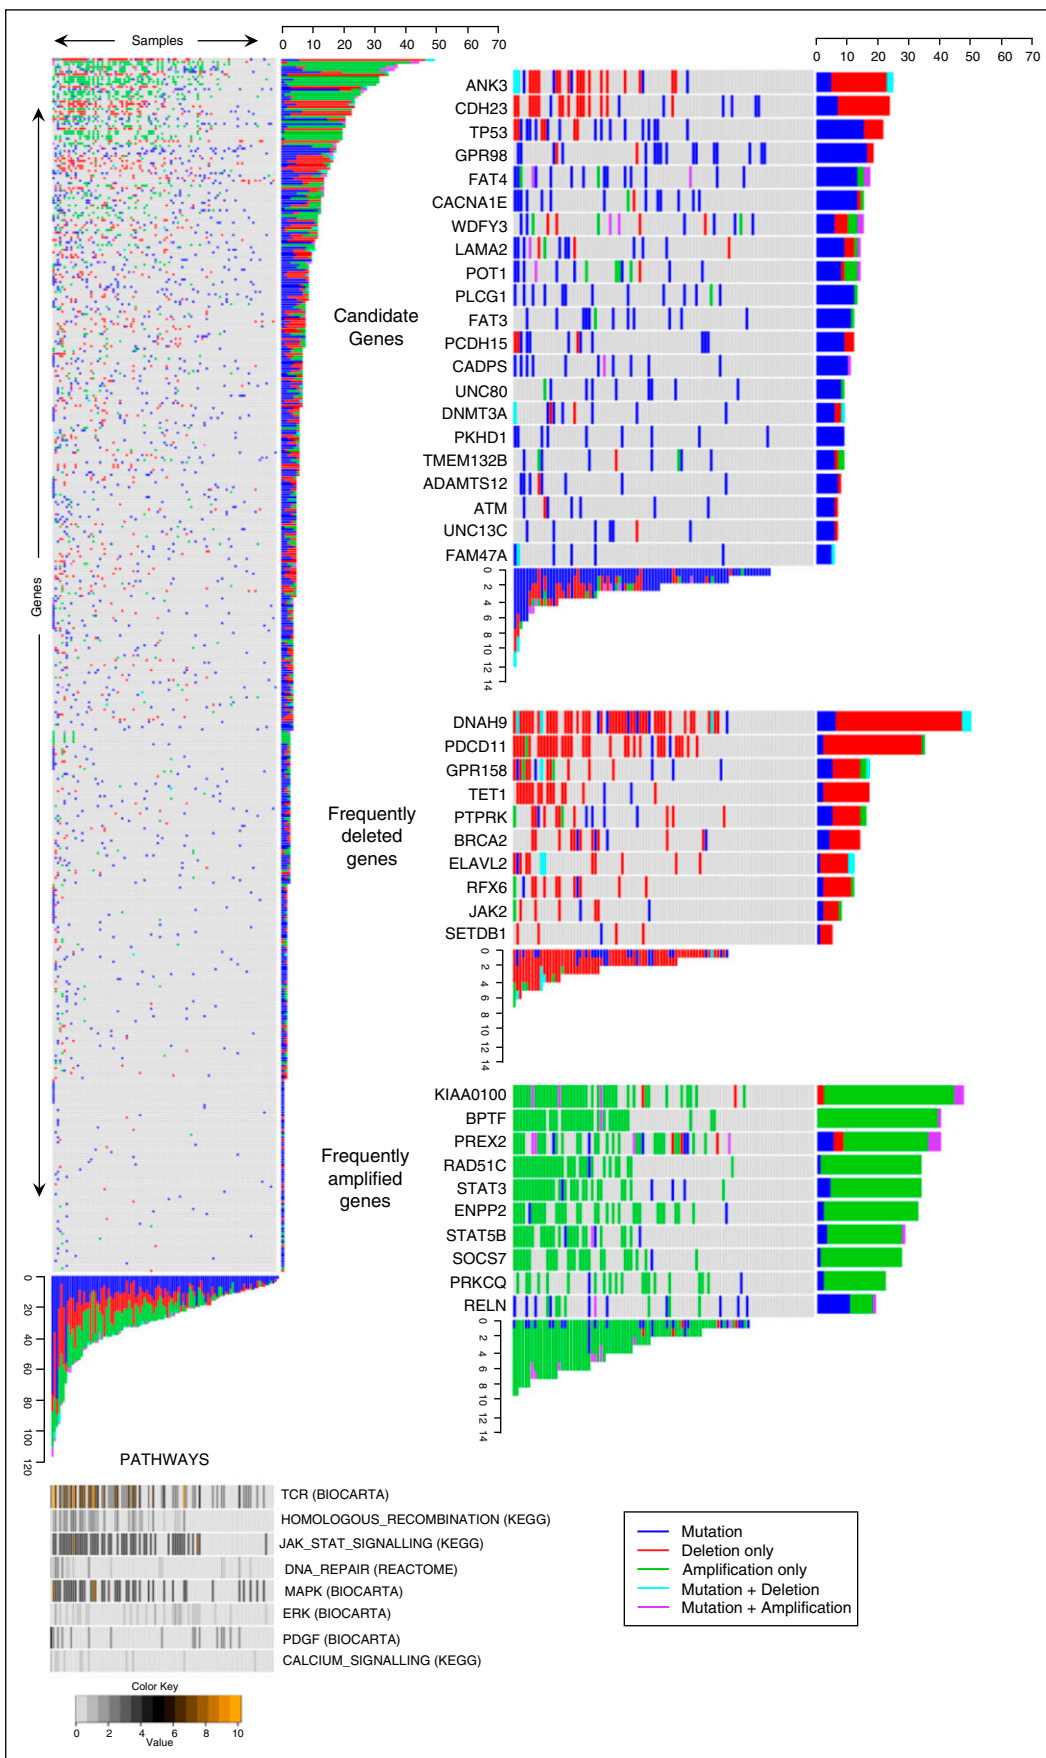 Samples
0 10 20 30 40 50 60 70
Genes
0 20 40 60 80 100 120
Candidate
Genes
0 10 20 30 40 50 60 70
ANK3
CDH23
TP53
GPR98
FAT4
CACNA1E
WDFY3
LAMA2
POT1
PLCG1
FAT3
PCDH15
CADPS
UNC80
DNMT3A
PKHD1
TMEM132B
ADAMTS12
ATM
UNC13C
FAM47A
0 2 4 6 8 10 12 14
Frequently
deleted
genes
DNAH9
PDCD11
GPR158
TET1
PTPRK
BRCA2
ELAVL2
RFX6
JAK2
SETDB1
0 2 4 6 8 10 12 14
Frequently
amplified
genes
KIAA0100
BPTF
PREX2
RAD51C
STAT3
ENPP2
STAT5B
SOCS7
PRKCQ
RELN
0 2 4 6 8 10 12 14
PATHWAYS
TCR (BIOCARTA)
HOMOLOGOUS_RECOMBINATION (KEGG)
JAK_STAT_SIGNALLING (KEGG)
DNA_REPAIR (REACTOME)
MAPK (BIOCARTA)
ERK (BIOCARTA)
PDGF (BIOCARTA)
CALCIUM_SIGNALLING (KEGG)
Color Key
0 2 4 6 8 10
Value
Mutation
Deletion only
Amplification only
Mutation + Deletion
Mutation + Amplification